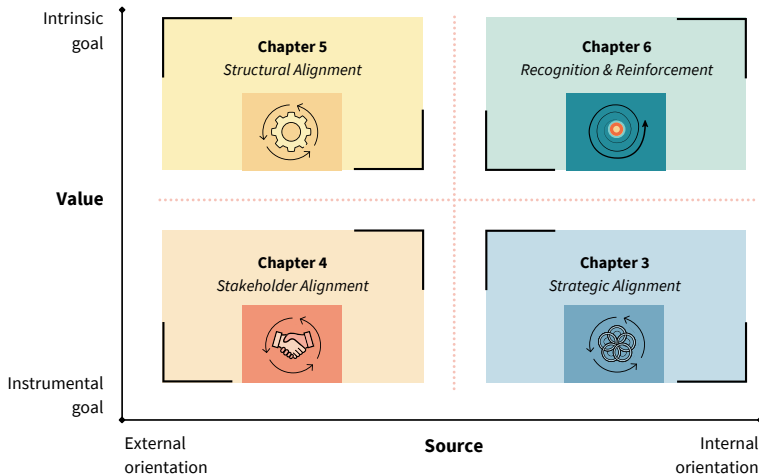 Intrinsic
goal
Chapter 5
Structural Alignment
Chapter 6
Recognition & Reinforcement
Value
Chapter 4
Stakeholder Alignment
Chapter 3
Strategic Alignment
Instrumental
goal
External
orientation
Source
Internal
orientation